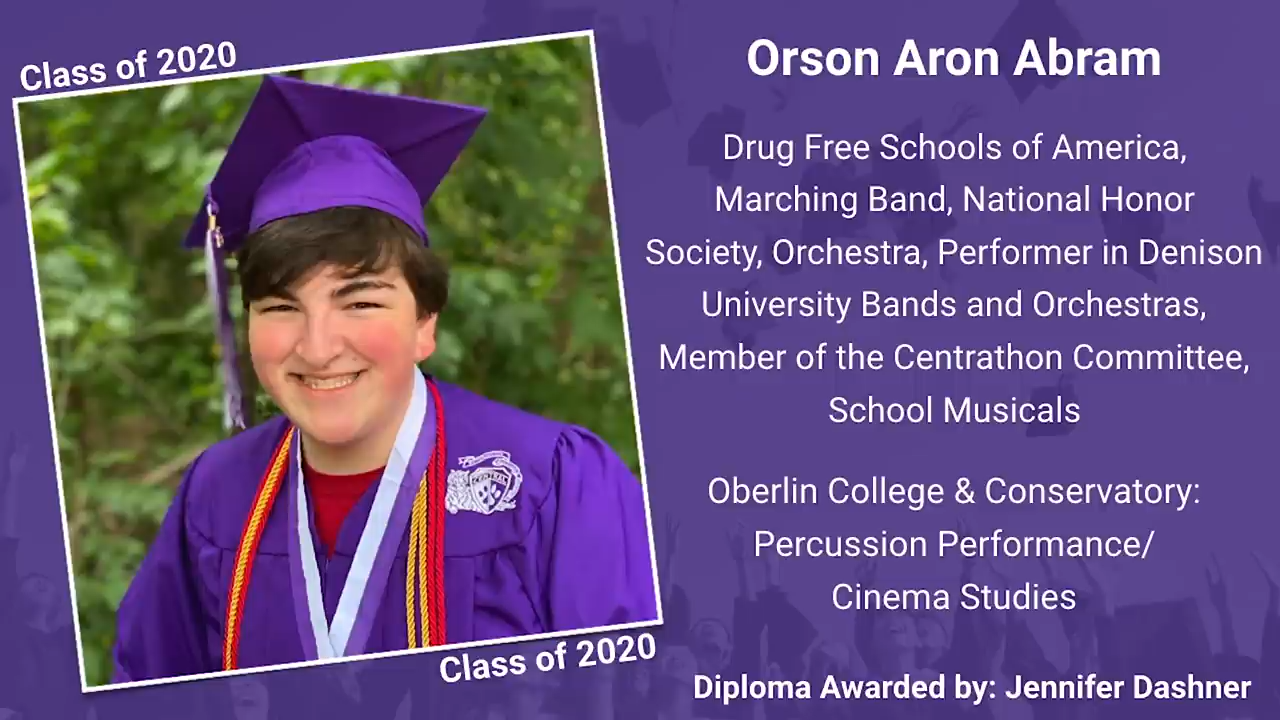 Class of 2020
Orson Aron Abram
Drug Free Schools of America,
Marching Band, National Honor
Society, Orchestra, Performer in Denison
University Bands and Orchestras,
Member of the Centrathon Committee,
School Musicals
Oberlin College & Conservatory:
Percussion Performance/
Cinema Studies
CENTRAL
Class of 2020
Diploma Awarded by: Jennifer Dashner